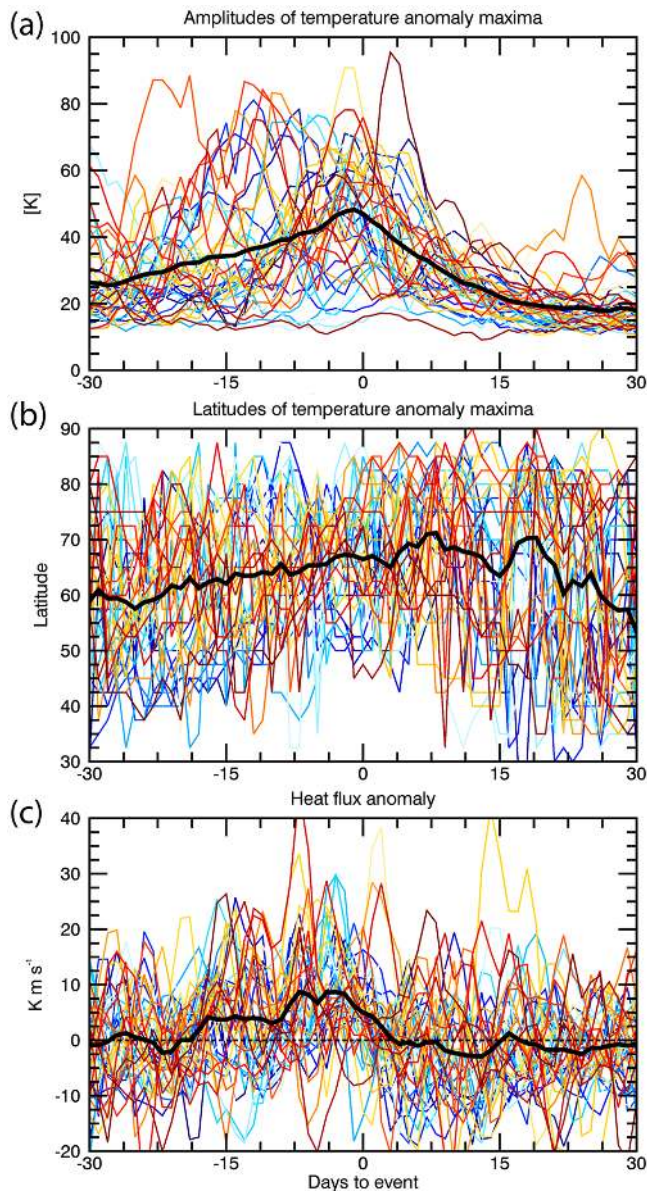 (a)
Amplitudes of temperature anomaly maxima
100
80
60
[K]
40
20
0
-30 -15 0 15 30
(b)
Latitudes of temperature anomaly maxima
90
80
70
Latitude
60
50
40
30
-30 -15 0 15 30
(c)
Heat flux anomaly
40
30
20
K m s⁻¹
10
0
-10
-20
-30 -15 0 15 30
Days to event